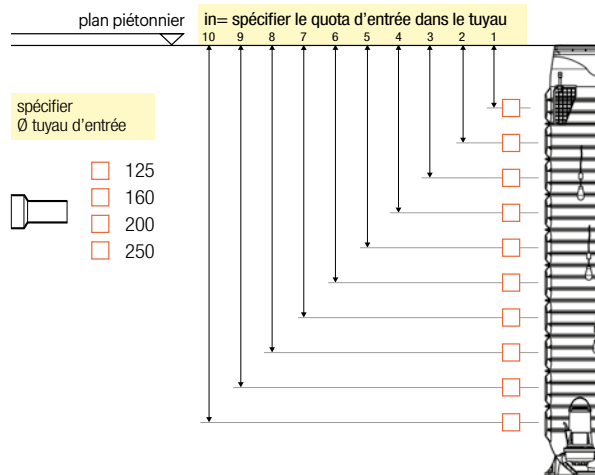 plan piétonnier
in= spécifier le quota d'entrée dans le tuyau
10 9 8 7 6 5 4 3 2 1
spécifier
Ø tuyau d'entrée
125
160
200
250